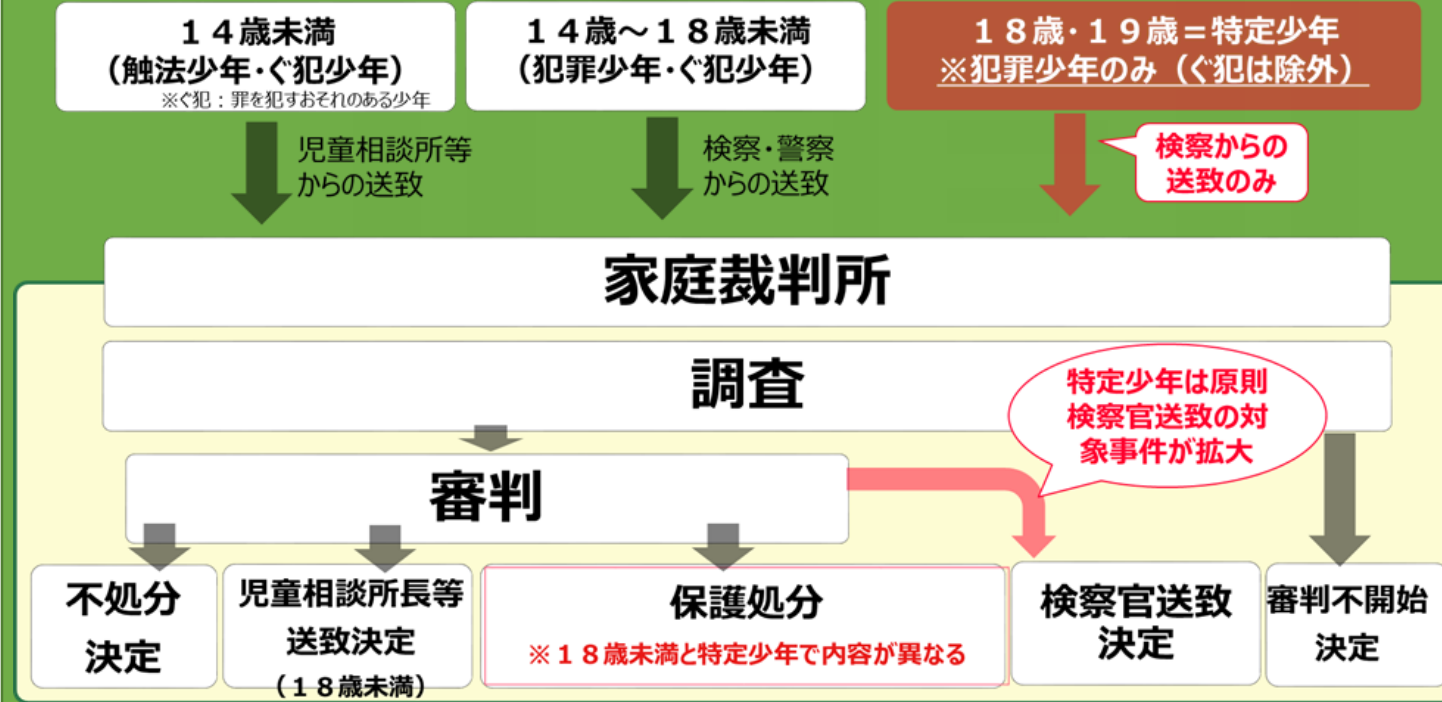 １４歳未満
（触法少年・ぐ犯少年）
※ぐ犯：罪を犯すおそれのある少年
１４歳～１８歳未満
（犯罪少年・ぐ犯少年）
１８歳・１９歳＝特定少年
※犯罪少年のみ（ぐ犯は除外）
児童相談所等
からの送致
検察・警察
からの送致
検察からの
送致のみ
家庭裁判所
調査
特定少年は原則
検察官送致の対
象事件が拡大
審判
不処分
決定
児童相談所長等
送致決定
（１８歳未満）
保護処分
※１８歳未満と特定少年で内容が異なる
検察官送致
決定
審判不開始
決定